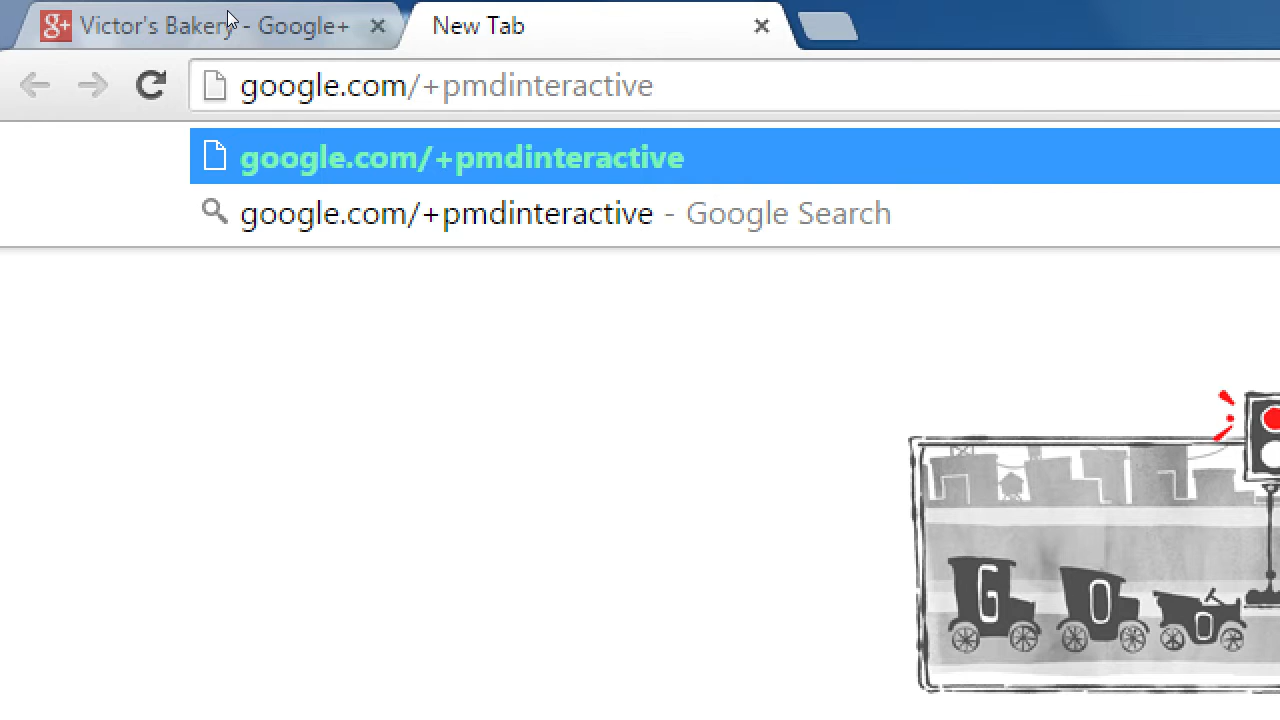 g+ Victor's Bakery - Google+ New Tab
google.com/+pmdinteractive
google.com/+pmdinteractive
google.com/+pmdinteractive - Google Search
G O O